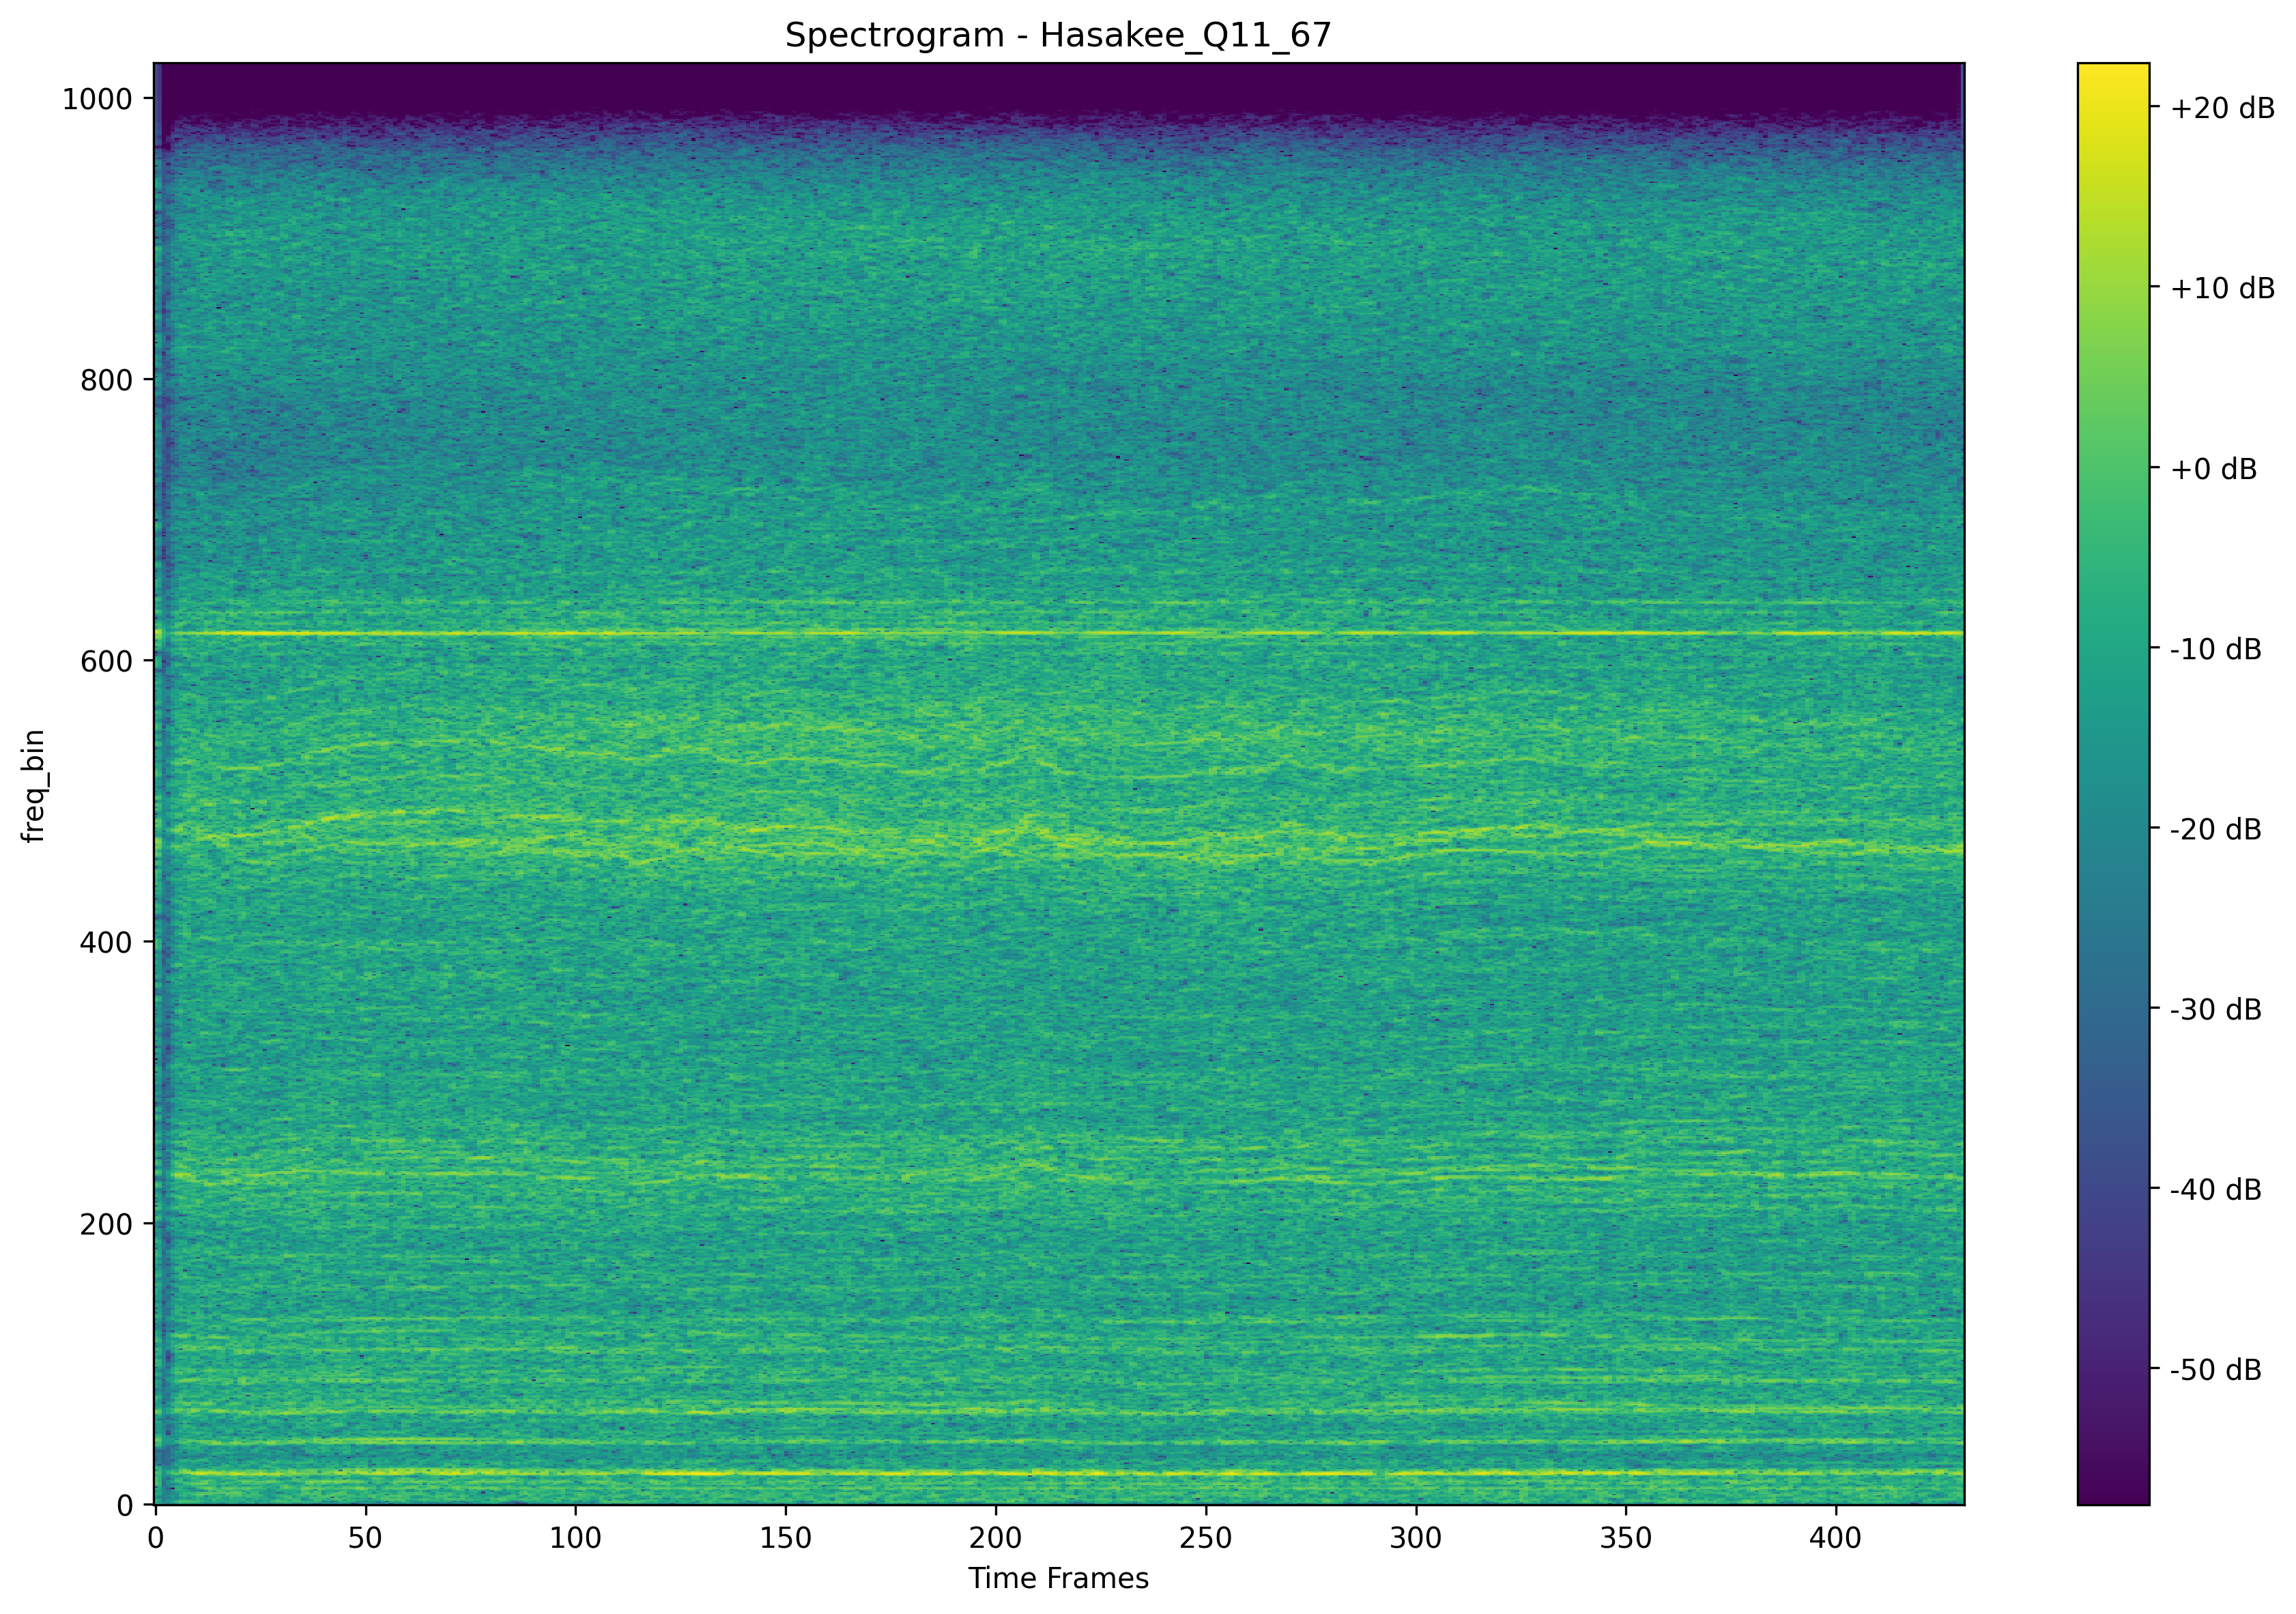 Spectrogram - Hasakee_Q11_67
1000
800
600
400
200
0
freq_bin
0 50 100 150 200 250 300 350 400
Time Frames
+20 dB
+10 dB
+0 dB
-10 dB
-20 dB
-30 dB
-40 dB
-50 dB